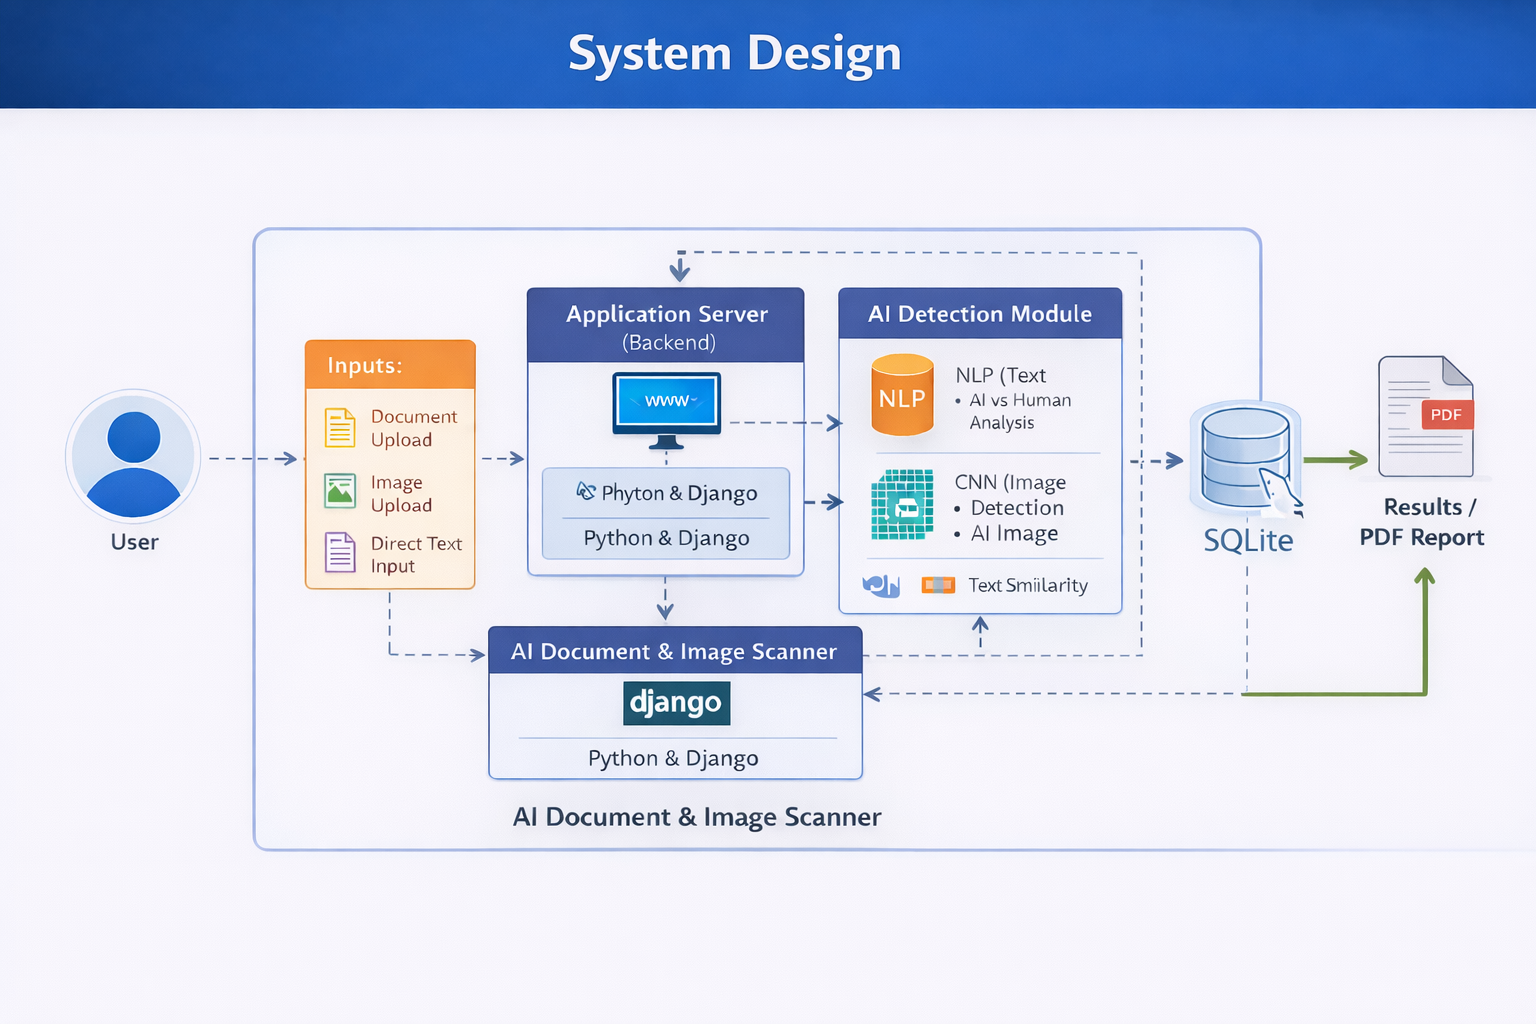 System Design
User
Inputs:
Document
Upload
Image
Upload
Direct Text
Input
Application Server
(Backend)
www
Phyton & Django
Python & Django
AI Detection Module
NLP
NLP (Text
• AI vs Human
Analysis
CNN (Image
• Detection
• AI Image
Text Smiilarity
AI Document & Image Scanner
django
Python & Django
AI Document & Image Scanner
SQLite
PDF
Results /
PDF Report